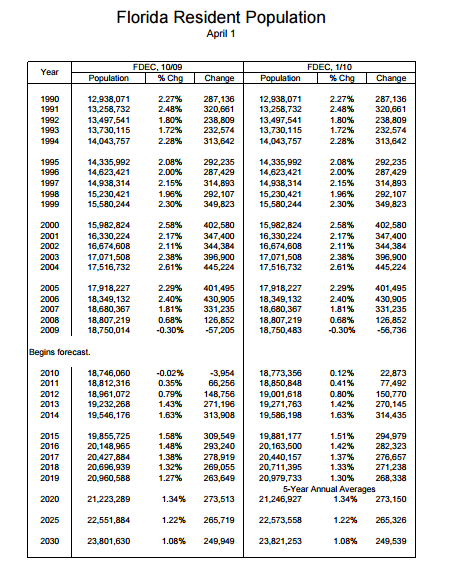 Florida Resident Population
April 1
Year FDEC, 10/09 FDEC, 1/10
Population % Chg Change Population % Chg Change
1990 12,938,071 2.27% 287,136 12,938,071 2.27% 287,136
1991 13,258,732 2.48% 320,661 13,258,732 2.48% 320,661
1992 13,497,541 1.80% 238,809 13,497,541 1.80% 238,809
1993 13,730,115 1.72% 232,574 13,730,115 1.72% 232,574
1994 14,043,757 2.28% 313,642 14,043,757 2.28% 313,642
1995 14,335,992 2.08% 292,235 14,335,992 2.08% 292,235
1996 14,623,421 2.00% 287,429 14,623,421 2.00% 287,429
1997 14,938,314 2.15% 314,893 14,938,314 2.15% 314,893
1998 15,230,421 1.96% 292,107 15,230,421 1.96% 292,107
1999 15,580,244 2.30% 349,823 15,580,244 2.30% 349,823
2000 15,982,824 2.58% 402,580 15,982,824 2.58% 402,580
2001 16,330,224 2.17% 347,400 16,330,224 2.17% 347,400
2002 16,674,608 2.11% 344,384 16,674,608 2.11% 344,384
2003 17,071,508 2.38% 396,900 17,071,508 2.38% 396,900
2004 17,516,732 2.61% 445,224 17,516,732 2.61% 445,224
2005 17,918,227 2.29% 401,495 17,918,227 2.29% 401,495
2006 18,349,132 2.40% 430,905 18,349,132 2.40% 430,905
2007 18,680,367 1.81% 331,235 18,680,367 1.81% 331,235
2008 18,807,219 0.68% 126,852 18,807,219 0.68% 126,852
2009 18,750,014 -0.30% -57,205 18,750,483 -0.30% -56,736
Begins forecast.
2010 18,746,060 -0.02% -3,954 18,773,356 0.12% 22,873
2011 18,812,316 0.35% 66,256 18,850,848 0.41% 77,492
2012 18,961,072 0.79% 148,756 19,001,618 0.80% 150,770
2013 19,232,268 1.43% 271,196 19,271,763 1.42% 270,145
2014 19,546,176 1.63% 313,908 19,586,198 1.63% 314,435
2015 19,855,725 1.58% 309,549 19,881,177 1.51% 294,979
2016 20,148,965 1.48% 293,240 20,163,500 1.42% 282,323
2017 20,427,884 1.38% 278,919 20,440,157 1.37% 276,657
2018 20,696,939 1.32% 269,055 20,711,395 1.33% 271,238
2019 20,960,588 1.27% 263,649 20,979,733 1.30% 268,338
5-Year Annual Averages
2020 21,223,289 1.34% 273,513 21,246,927 1.34% 273,150
2025 22,551,884 1.22% 265,719 22,573,558 1.22% 265,326
2030 23,801,630 1.08% 249,949 23,821,253 1.08% 249,539